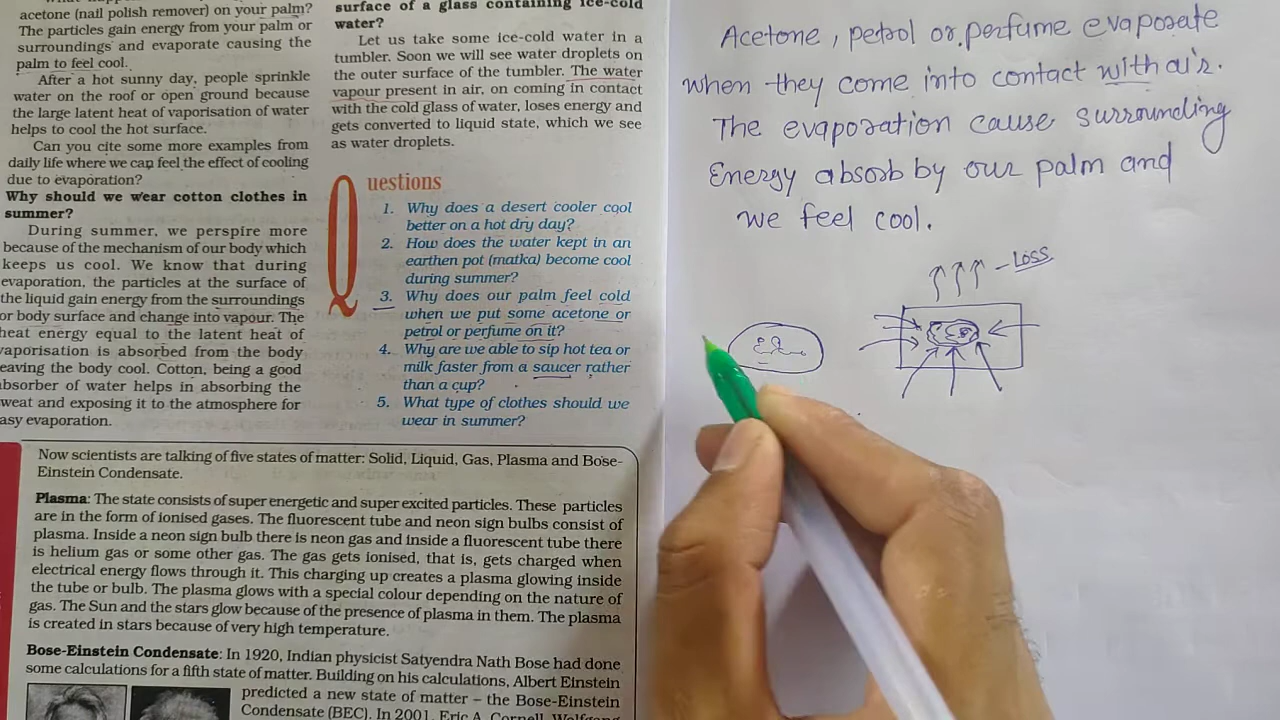 acetone (nail polish remover) on your palm?
The particles gain energy from your palm or
surroundings and evaporate causing the
palm to feel cool.
After a hot sunny day, people sprinkle
water on the roof or open ground because
the large latent heat of vaporisation of water
helps to cool the hot surface.
Can you cite some more examples from
daily life where we can feel the effect of cooling
due to evaporation?
Why should we wear cotton clothes in
summer?
During summer, we perspire more
because of the mechanism of our body which
keeps us cool. We know that during
evaporation, the particles at the surface of
the liquid gain energy from the surroundings
or body surface and change into vapour. The
heat energy equal to the latent heat of
vaporisation is absorbed from the body
eaving the body cool. Cotton, being a good
absorber of water helps in absorbing the
weat and exposing it to the atmosphere for
asy evaporation.
surface of a glass containing ice-cold
water?
Let us take some ice-cold water in a
tumbler. Soon we will see water droplets on
the outer surface of the tumbler. The water
vapour present in air, on coming in contact
with the cold glass of water, loses energy and
gets converted to liquid state, which we see
as water droplets.
Questions
1. Why does a desert cooler cool
better on a hot dry day?
2. How does the water kept in an
earthen pot (matka) become cool
during summer?
3. Why does our palm feel cold
when we put some acetone or
petrol or perfume on it?
4. Why are we able to sip hot tea or
milk faster from a saucer rather
than a cup?
5. What type of clothes should we
wear in summer?
Now scientists are talking of five states of matter: Solid, Liquid, Gas, Plasma and Bose-
Einstein Condensate.
Plasma: The state consists of super energetic and super excited particles. These particles
are in the form of ionised gases. The fluorescent tube and neon sign bulbs consist of
plasma. Inside a neon sign bulb there is neon gas and inside a fluorescent tube there
is helium gas or some other gas. The gas gets ionised, that is, gets charged when
electrical energy flows through it. This charging up creates a plasma glowing inside
the tube or bulb. The plasma glows with a special colour depending on the nature of
gas. The Sun and the stars glow because of the presence of plasma in them. The plasma
is created in stars because of very high temperature.
Bose-Einstein Condensate: In 1920, Indian physicist Satyendra Nath Bose had done
some calculations for a fifth state of matter. Building on his calculations, Albert Einstein
predicted a new state of matter – the Bose-Einstein
Condensate (BEC). In 2001, Eric A. Cornell, Wolfgang
Acetone, petrol or perfume evaporate
when they come into contact with air.
The evaporation cause surrounding
Energy absorb by our palm and
we feel cool.
- Loss